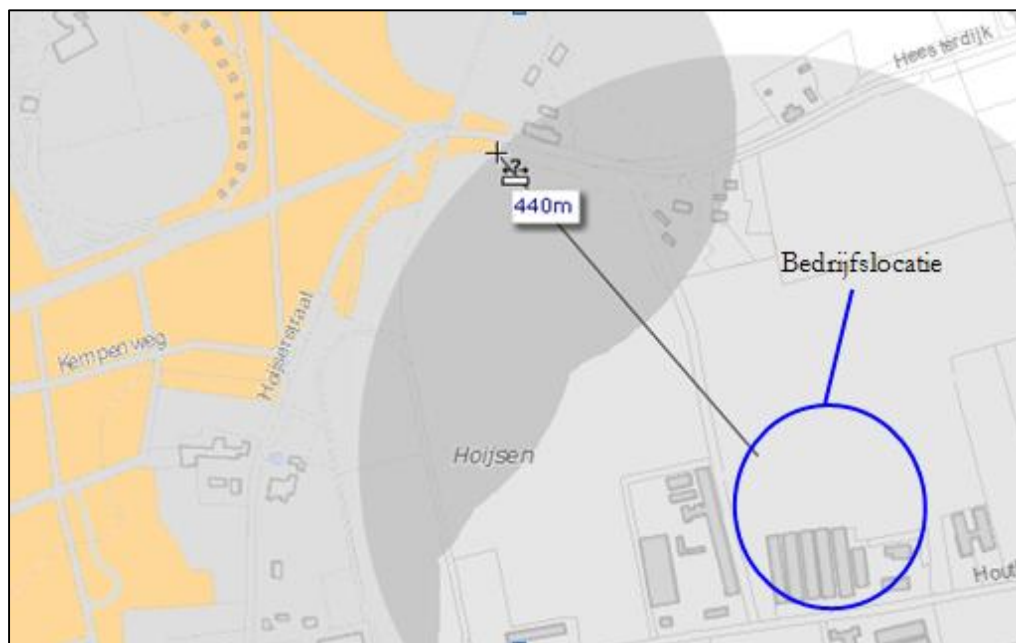 Heesterdijk
440m
Bedrijfslocatie
Hoijserstraat
Kempenweg
Hoijsen
Hout